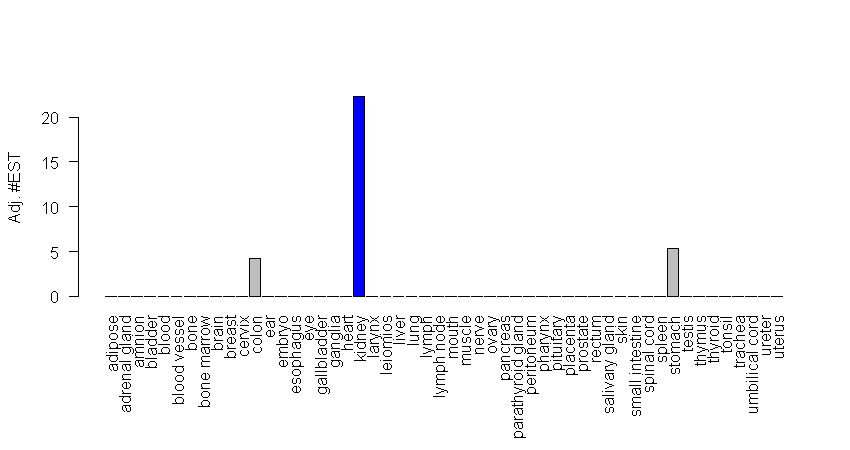 Adj. #EST
20
15
10
5
0
adipose
adrenal gland
amnion
bladder
blood
blood vessel
bone
bone marrow
brain
breast
cervix
colon
ear
embryo
esophagus
eye
gallbladder
ganglia
heart
kidney
larynx
leiomios
liver
lung
lymph
lymph node
mouth
muscle
nerve
ovary
pancreas
parathyroid gland
peritoneum
pharynx
pituitary
placenta
prostate
rectum
salivary gland
skin
small intestine
spinal cord
spleen
stomach
testis
thymus
thyroid
tonsil
trachea
umbilical cord
ureter
uterus